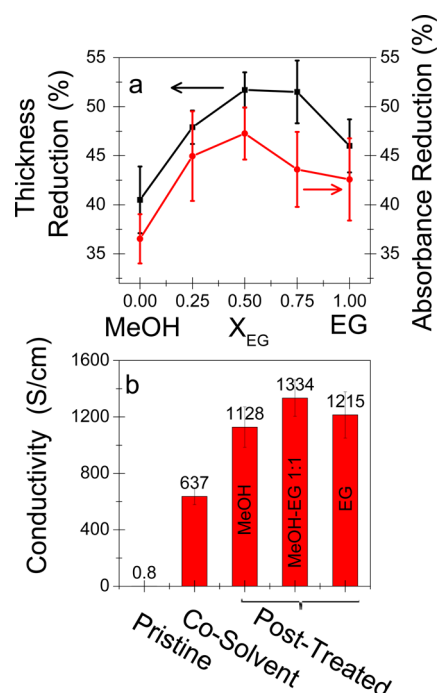 a
Thickness
Reduction (%)
55
50
45
40
35
55
50
45
40
35
Absorbance Reduction (%)
0.00 0.25 0.50 0.75 1.00
MeOH X_EG EG
b
Conductivity (S/cm)
1600
1200
800
400
0
0.8
637
1128
1334
1215
MeOH
MeOH-EG 1:1
EG
Pristine
Co-Solvent
Post-Treated